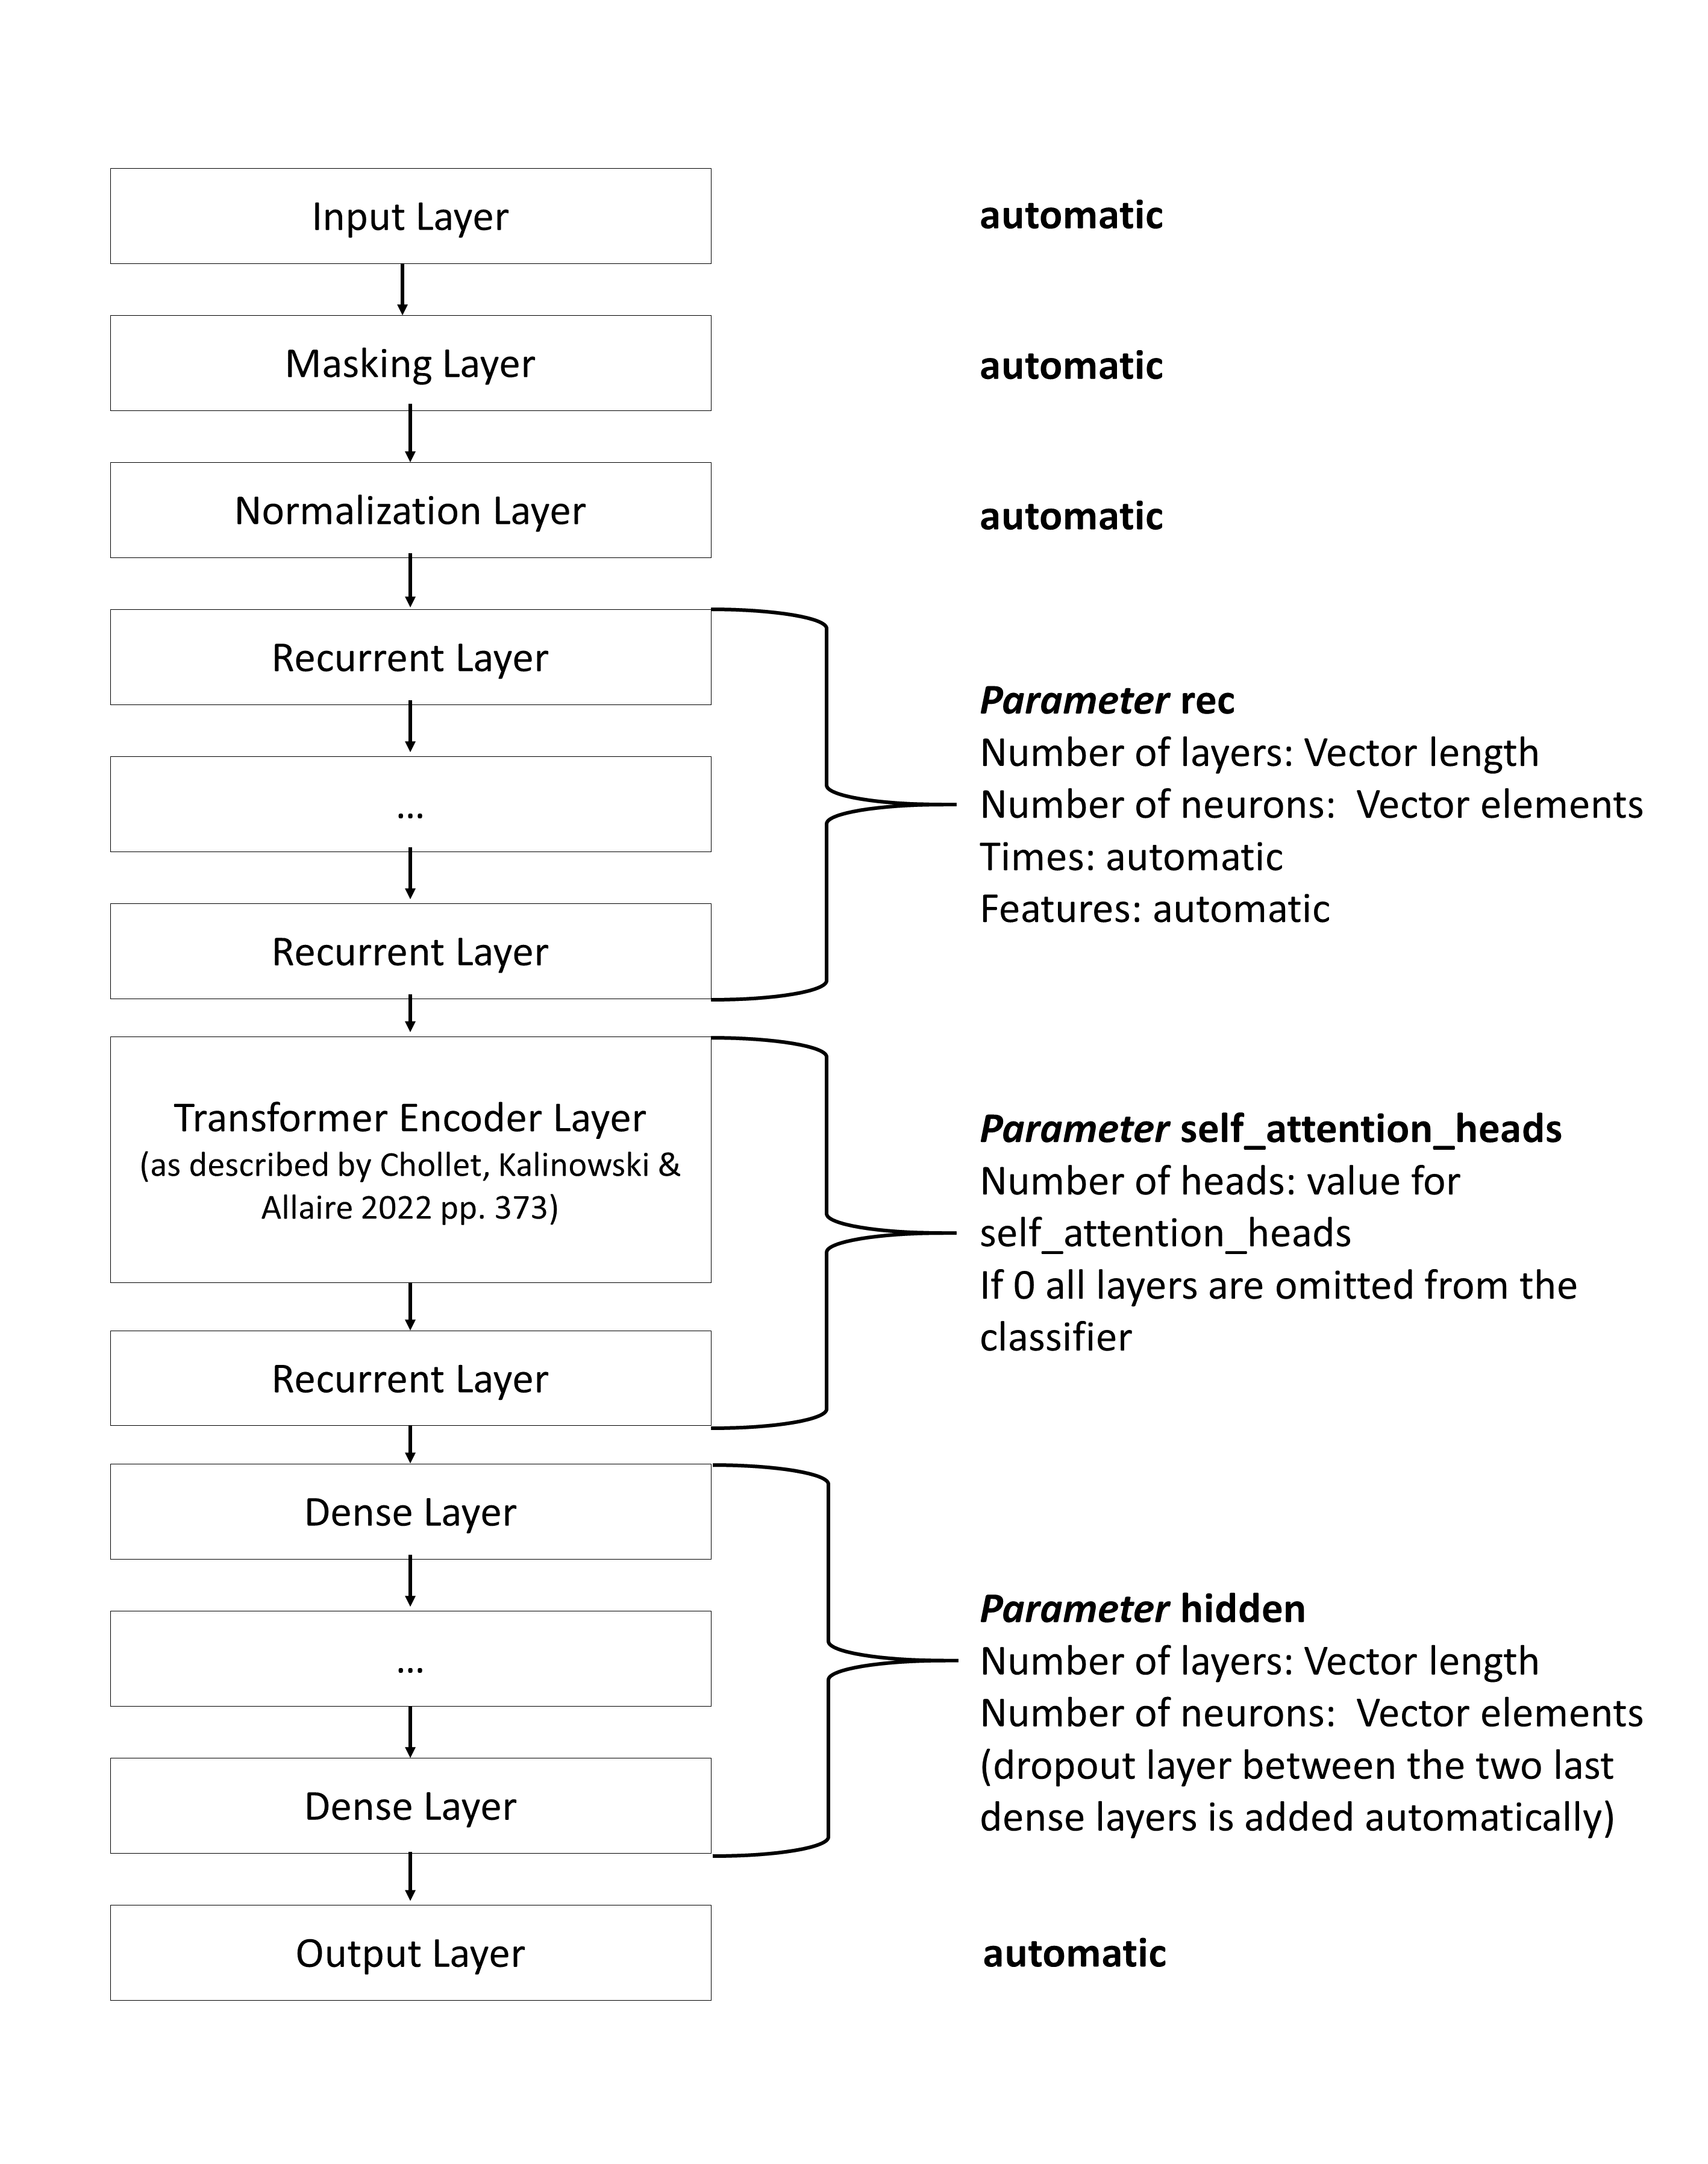 Input Layer
automatic
Masking Layer
automatic
Normalization Layer
automatic
Recurrent Layer
...
Recurrent Layer
Parameter rec
Number of layers: Vector length
Number of neurons:  Vector elements
Times: automatic
Features: automatic
Transformer Encoder Layer
(as described by Chollet, Kalinowski &
Allaire 2022 pp. 373)
Recurrent Layer
Parameter self_attention_heads
Number of heads: value for
self_attention_heads
If 0 all layers are omitted from the
classifier
Dense Layer
...
Dense Layer
Parameter hidden
Number of layers: Vector length
Number of neurons:  Vector elements
(dropout layer between the two last
dense layers is added automatically)
Output Layer
automatic